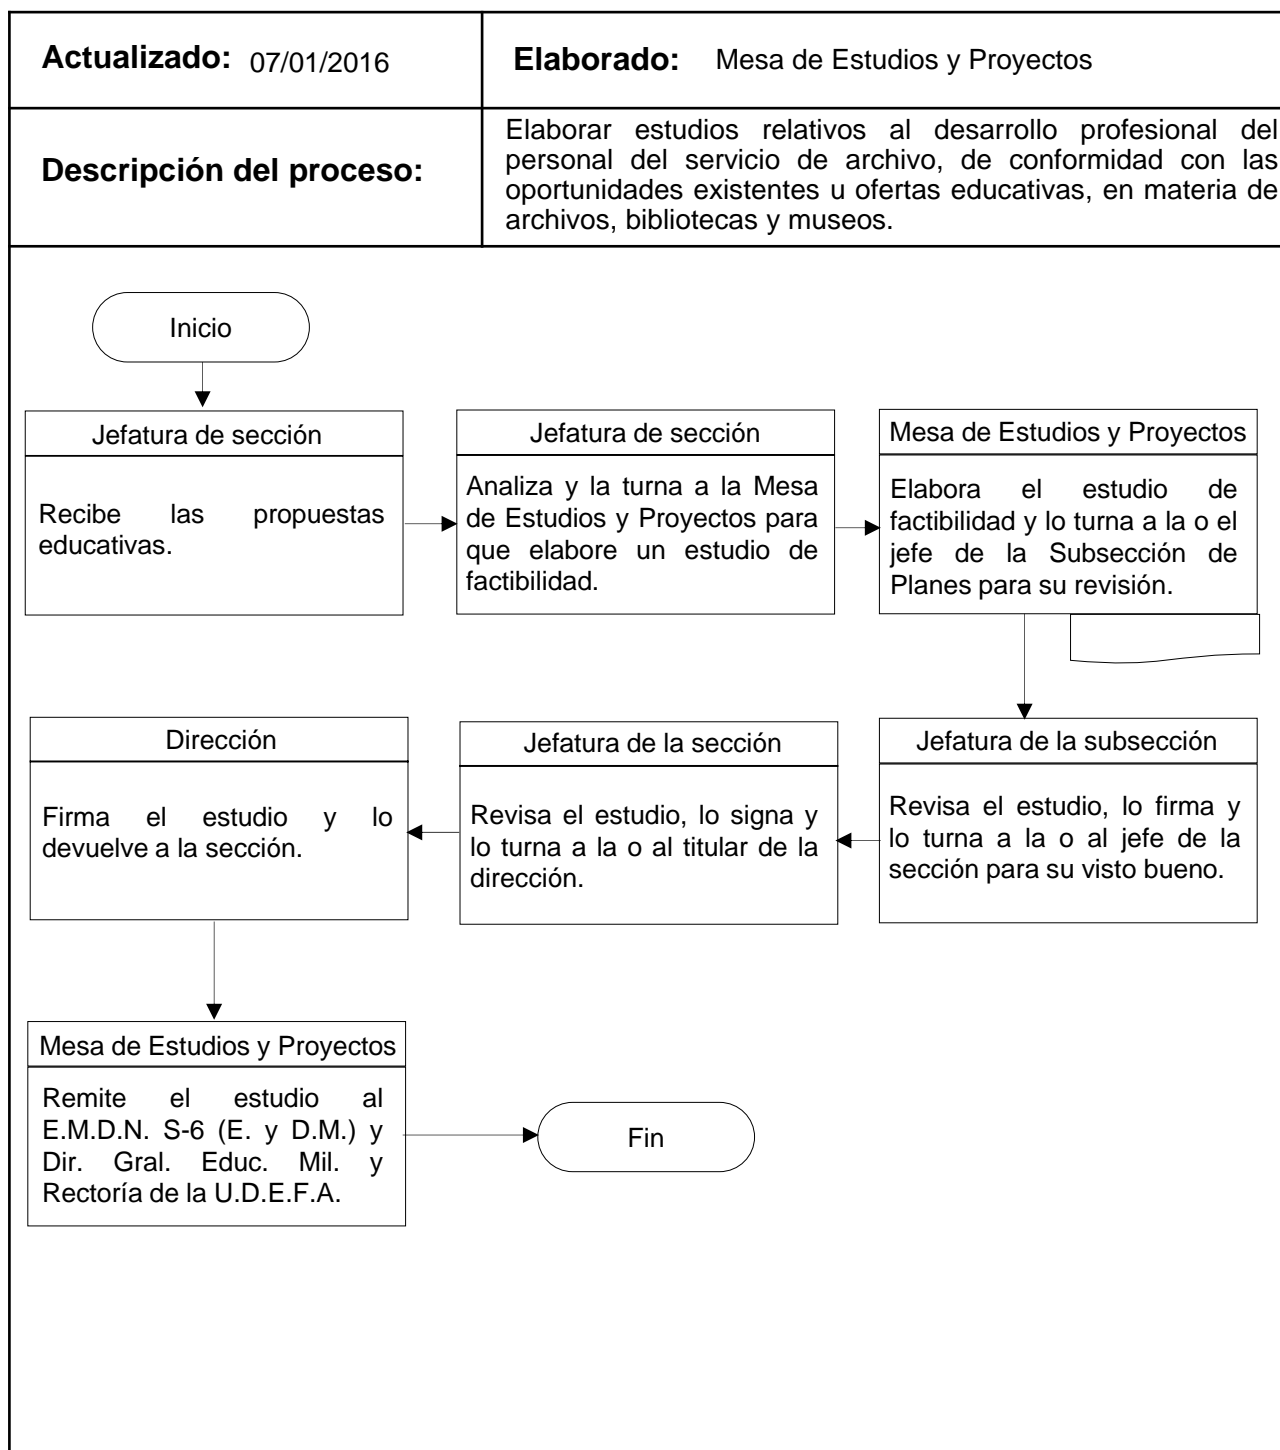 Actualizado: 07/01/2016
Elaborado: Mesa de Estudios y Proyectos
Descripción del proceso:
Elaborar estudios relativos al desarrollo profesional del
personal del servicio de archivo, de conformidad con las
oportunidades existentes u ofertas educativas, en materia de
archivos, bibliotecas y museos.
Inicio
Jefatura de sección
Recibe las propuestas
educativas.
Jefatura de sección
Analiza y la turna a la Mesa
de Estudios y Proyectos para
que elabore un estudio de
factibilidad.
Mesa de Estudios y Proyectos
Elabora el estudio de
factibilidad y lo turna a la o el
jefe de la Subsección de
Planes para su revisión.
Jefatura de la subsección
Revisa el estudio, lo firma y
lo turna a la o al jefe de la
sección para su visto bueno.
Jefatura de la sección
Revisa el estudio, lo signa y
lo turna a la o al titular de la
dirección.
Dirección
Firma el estudio y lo
devuelve a la sección.
Mesa de Estudios y Proyectos
Remite el estudio al
E.M.D.N. S-6 (E. y D.M.) y
Dir. Gral. Educ. Mil. y
Rectoría de la U.D.E.F.A.
Fin